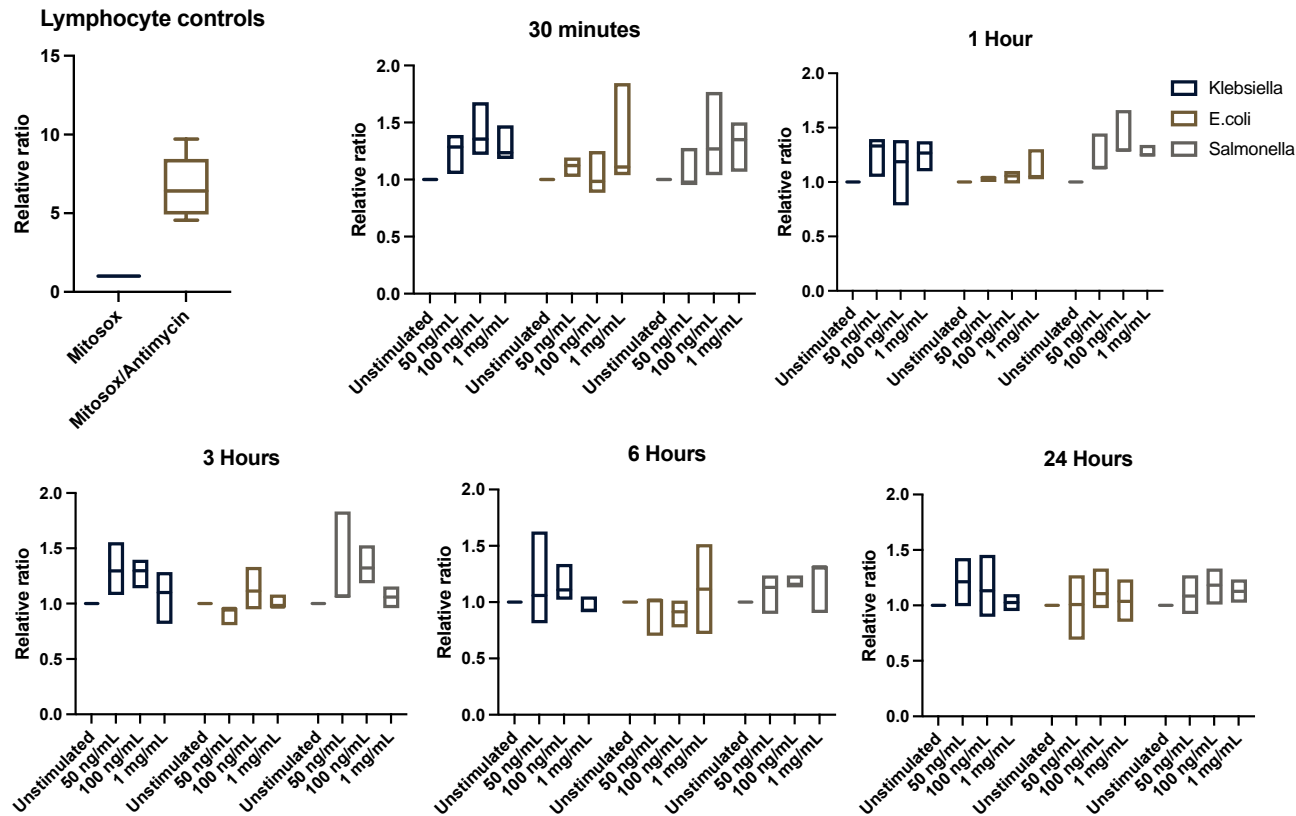 Lymphocyte controls
Relative ratio
15
10
5
0
Mitosox
Mitosox/Antimycin
30 minutes
Relative ratio
2.0
1.5
1.0
0.5
0.0
Unstimulated
50 ng/mL
100 ng/mL
1 mg/mL
Unstimulated
50 ng/mL
100 ng/mL
1 mg/mL
Unstimulated
50 ng/mL
100 ng/mL
1 mg/mL
1 Hour
Relative ratio
2.0
1.5
1.0
0.5
0.0
Unstimulated
50 ng/mL
100 ng/mL
1 mg/mL
Unstimulated
50 ng/mL
100 ng/mL
1 mg/mL
Unstimulated
50 ng/mL
100 ng/mL
1 mg/mL
Klebsiella
E.coli
Salmonella
3 Hours
Relative ratio
2.0
1.5
1.0
0.5
0.0
Unstimulated
50 ng/mL
100 ng/mL
1 mg/mL
Unstimulated
50 ng/mL
100 ng/mL
1 mg/mL
Unstimulated
50 ng/mL
100 ng/mL
1 mg/mL
6 Hours
Relative ratio
2.0
1.5
1.0
0.5
0.0
Unstimulated
50 ng/mL
100 ng/mL
1 mg/mL
Unstimulated
50 ng/mL
100 ng/mL
1 mg/mL
Unstimulated
50 ng/mL
100 ng/mL
1 mg/mL
24 Hours
Relative ratio
2.0
1.5
1.0
0.5
0.0
Unstimulated
50 ng/mL
100 ng/mL
1 mg/mL
Unstimulated
50 ng/mL
100 ng/mL
1 mg/mL
Unstimulated
50 ng/mL
100 ng/mL
1 mg/mL